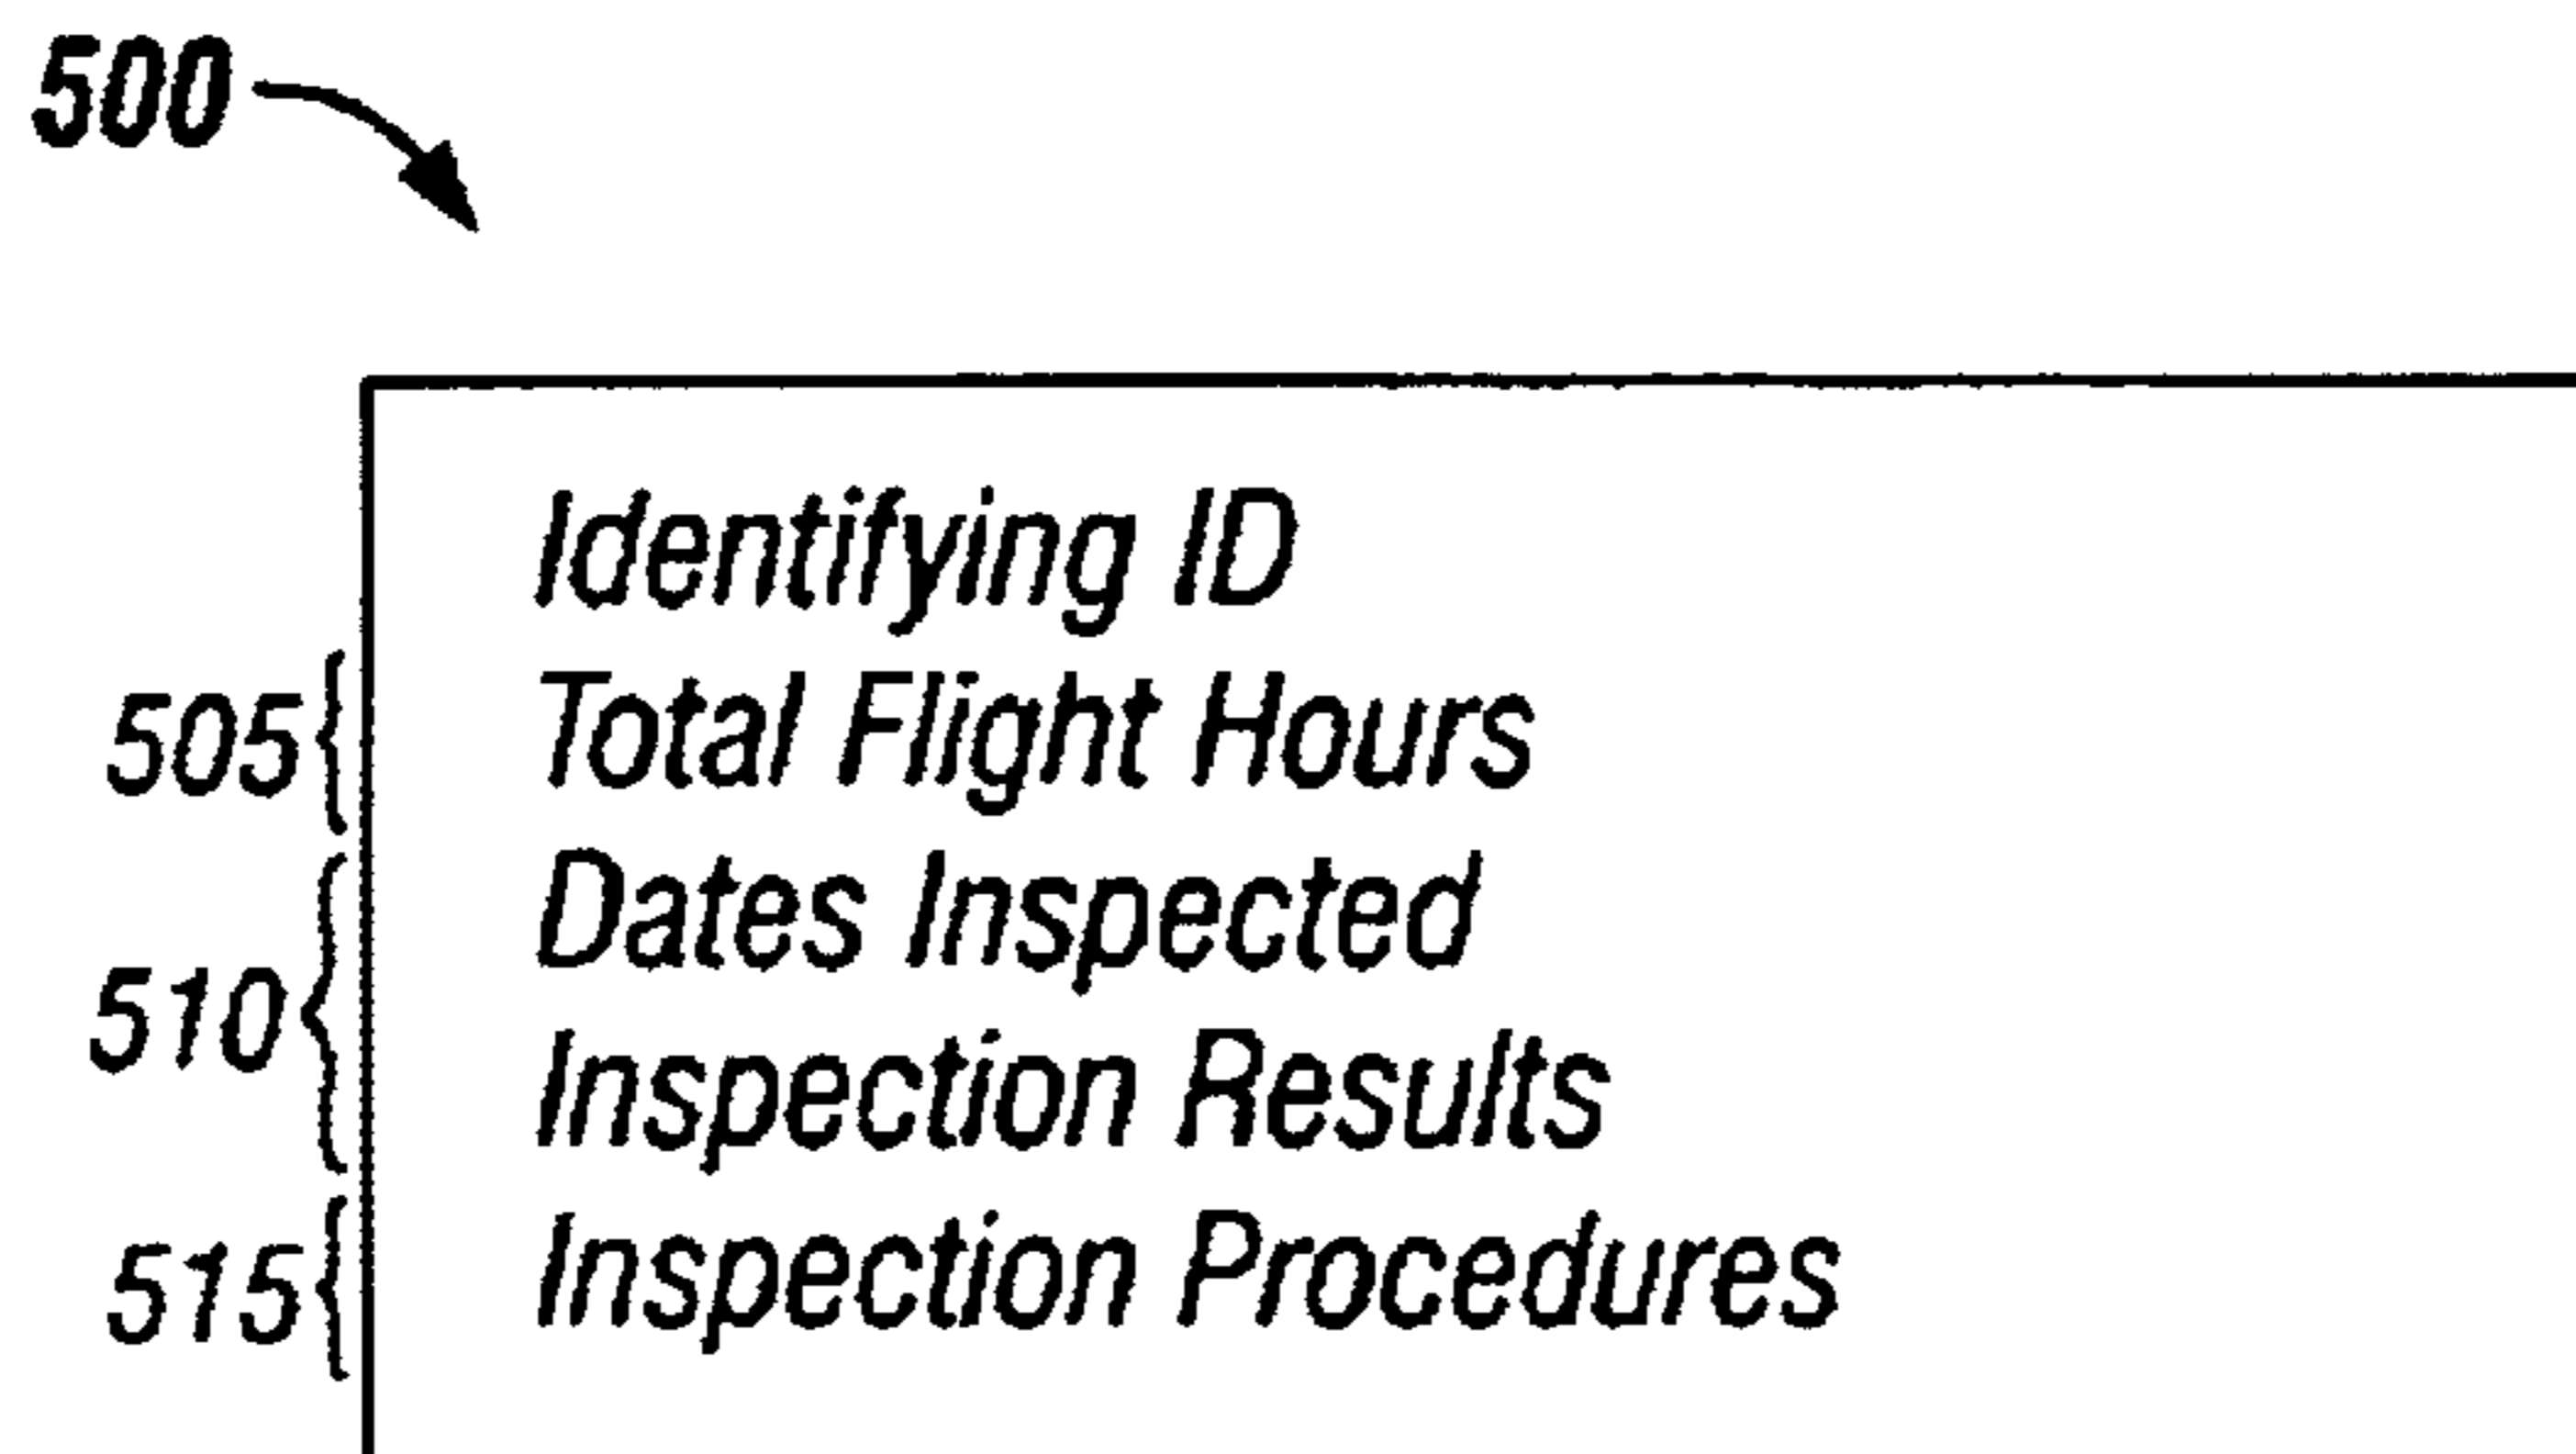 500
Identifying ID
505 Total Flight Hours
Dates Inspected
510
Inspection Results
515 Inspection Procedures